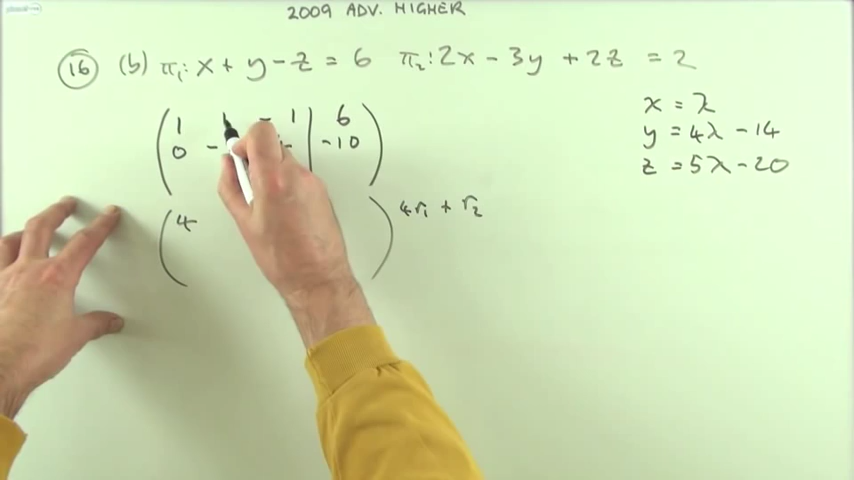 2009 ADV. HIGHER
16 (b) π₁: x + y - z = 6 π₂: 2x - 3y + 2z = 2
1 1 - 1 | 6
0 - | -10
4 4r₁ + r₂
x = λ
y = 4λ - 14
z = 5λ - 20